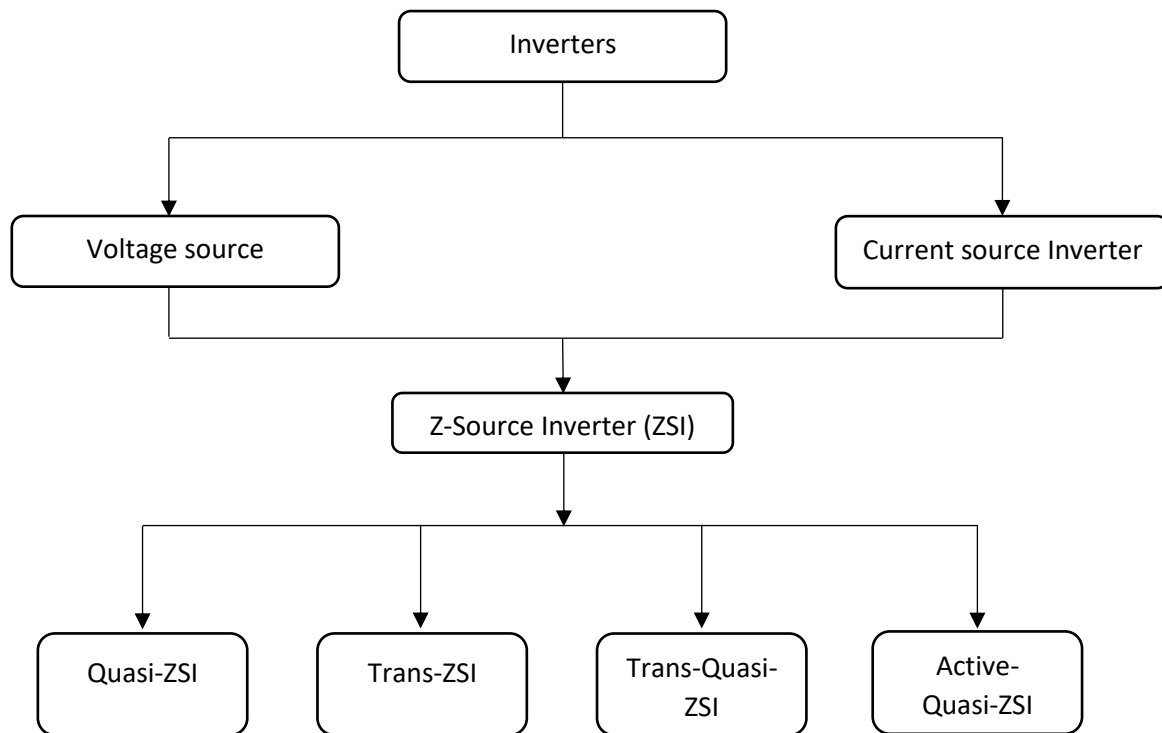 Inverters
Voltage source
Current source Inverter
Z-Source Inverter (ZSI)
Quasi-ZSI
Trans-ZSI
Trans-Quasi-
ZSI
Active-
Quasi-ZSI